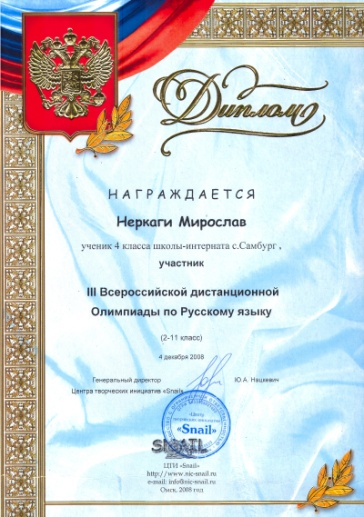 Диплом
НАГРАЖДАЕТСЯ
Неркаги Мирослав
ученик 4 класса школы-интерната с.Самбург ,
участник
III Всероссийской дистанционной
Олимпиады по Русскому языку
(2-11 класс)
4 декабря 2008
Генеральный директор
Центра творческих инициатив «Snail»
Ю.А. Нацкевич
Центр
«Snail»
SNAIL
ЦТИ «Snail»
http://www.nic-snail.ru
e-mail: info@nic-snail.ru
Омск, 2008 год